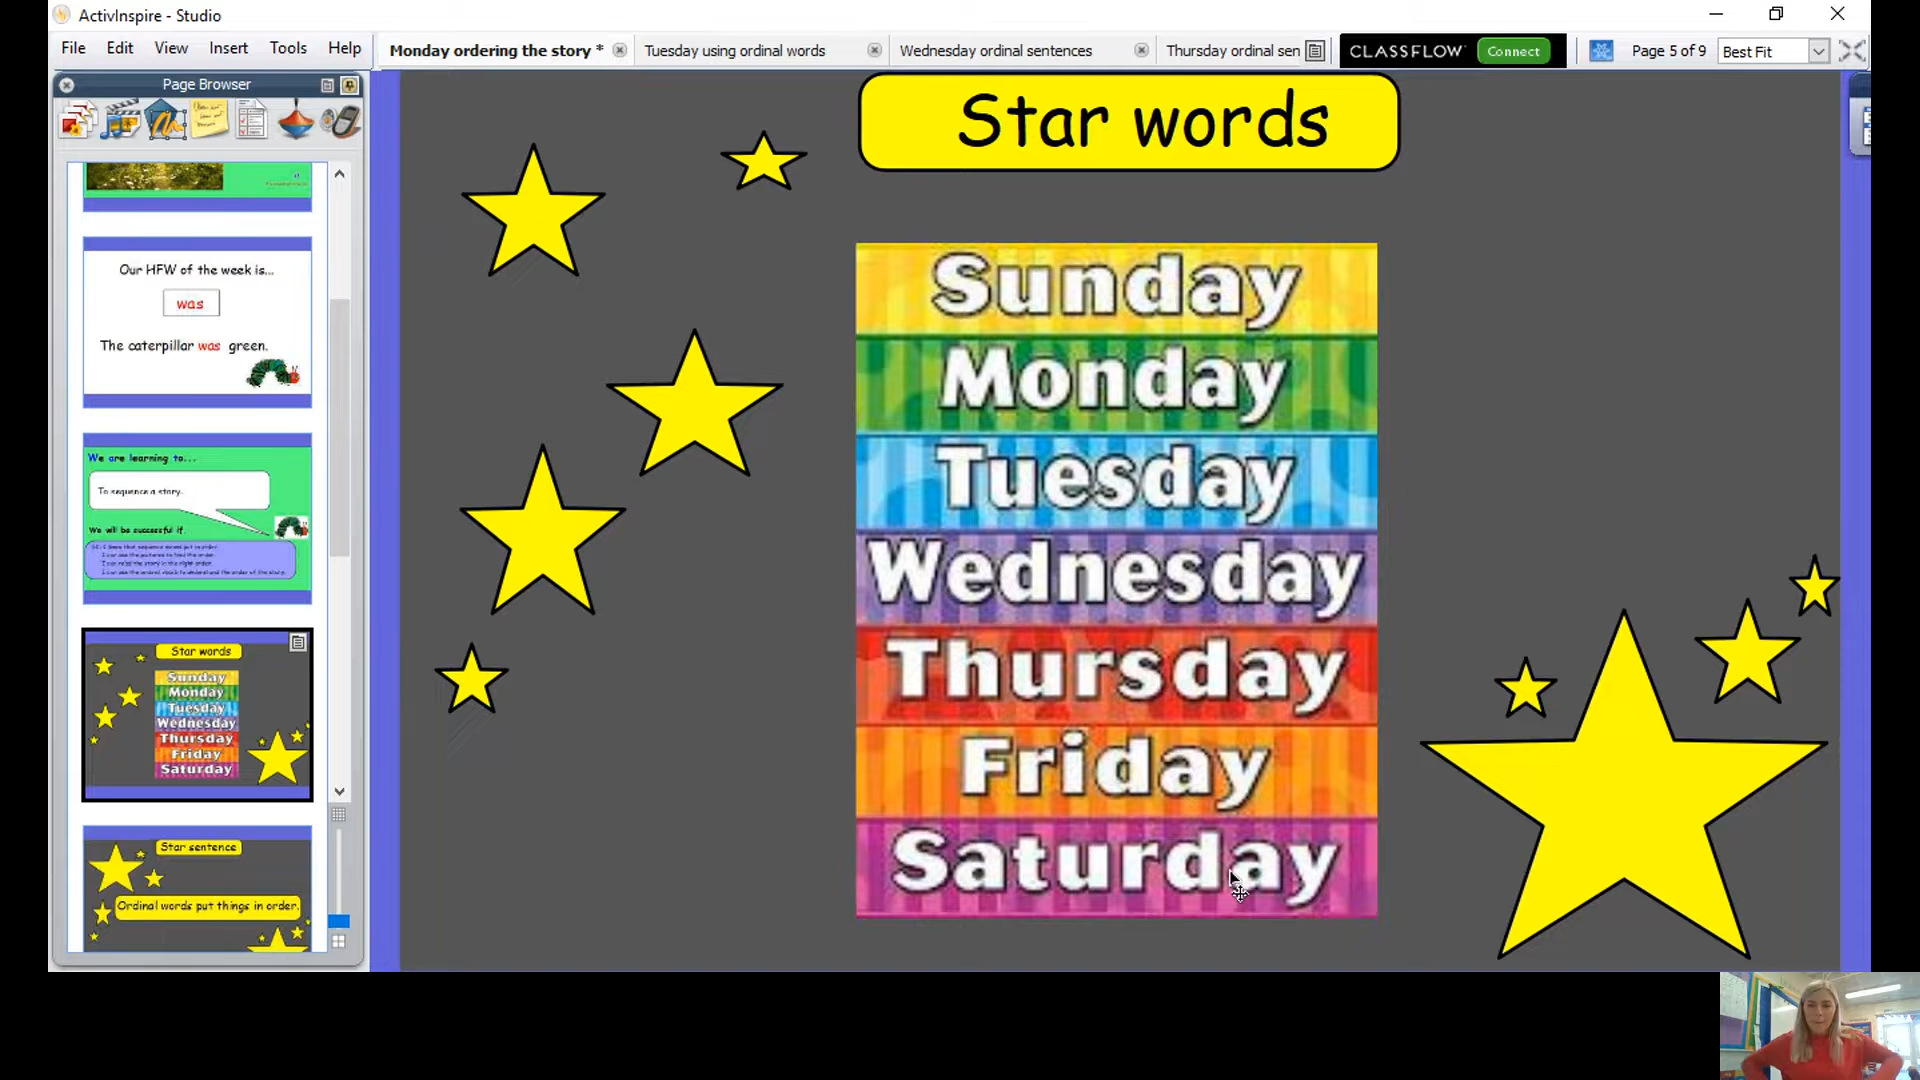 ActivInspire - Studio
File Edit View Insert Tools Help
Monday ordering the story *
Tuesday using ordinal words
Wednesday ordinal sentences
Thursday ordinal sen
CLASSFLOW
Connect
Page 5 of 9
Best Fit
Page Browser
Our HFW of the week is...
was
The caterpillar was green.
We are learning to...
To sequence a story.
We will be successful if
Star words
Sunday
Monday
Tuesday
Wednesday
Thursday
Friday
Saturday
Star sentence
Ordinal words put things in order.
Star words
Sunday
Monday
Tuesday
Wednesday
Thursday
Friday
Saturday